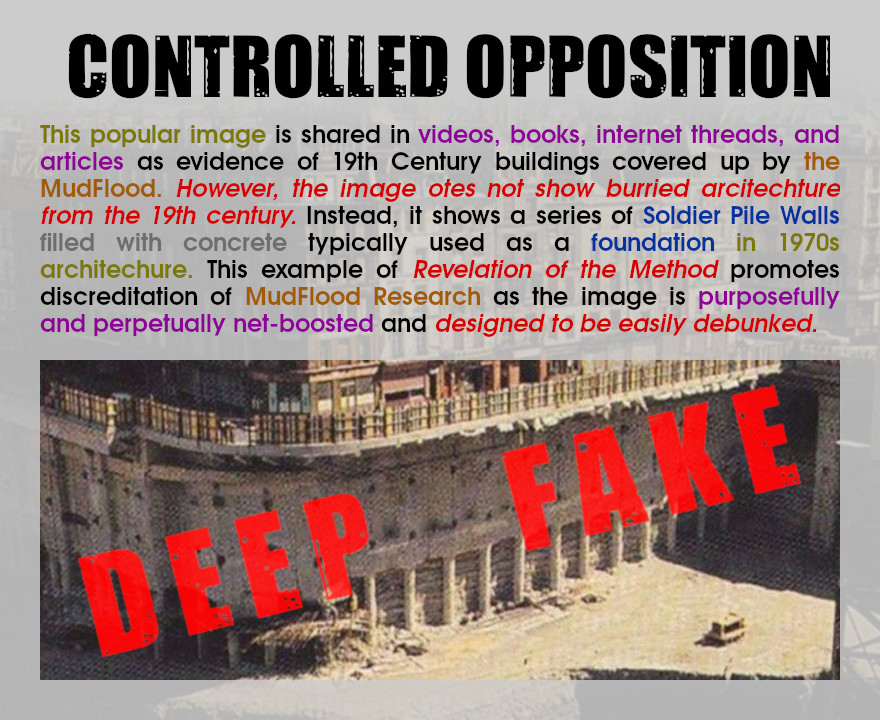 CONTROLLED OPPOSITION
This popular image is shared in videos, books, internet threads, and
articles as evidence of 19th Century buildings covered up by the
MudFlood. However, the image otes not show burried arcitechture
from the 19th century. Instead, it shows a series of Soldier Pile Walls
filled with concrete typically used as a foundation in 1970s
architechure. This example of Revelation of the Method promotes
discreditation of MudFlood Research as the image is purposefully
and perpetually net-boosted and designed to be easily debunked.
DEEP FAKE